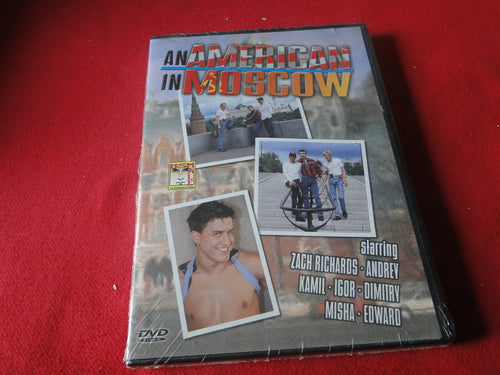 AN AMERICAN
IN MOSCOW
starring
ZACH RICHARDS · ANDREY
KAMIL · IGOR · DIMITRY
MISHA · EDWARD
DVD